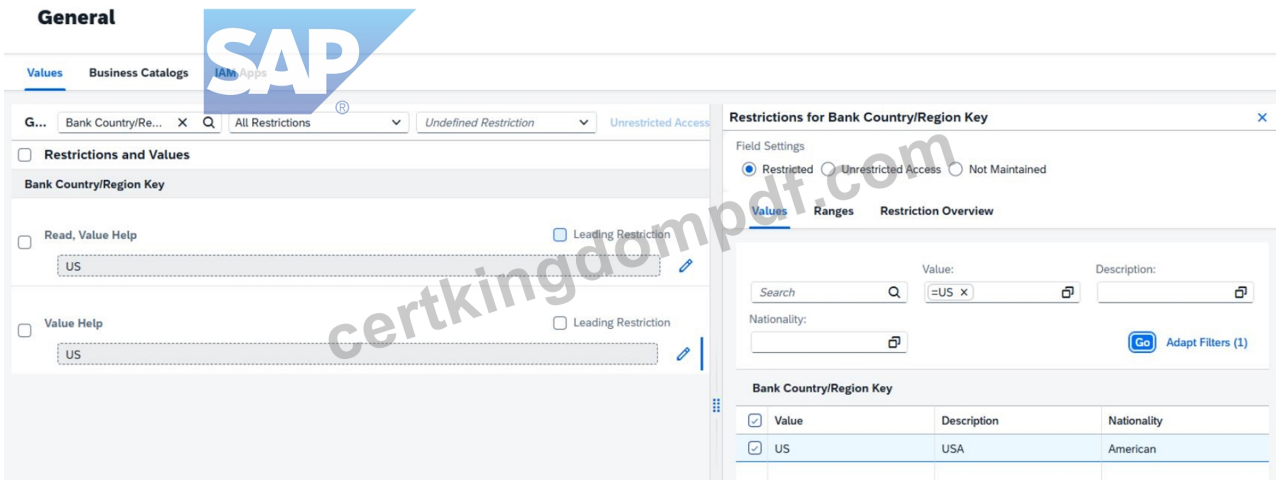 General
SAP
®
Values Business Catalogs IAM Apps
G... Bank Country/Re... All Restrictions Undefined Restriction Unrestricted Access
Restrictions and Values
Bank Country/Region Key
Read, Value Help Leading Restriction
US
Value Help Leading Restriction
US
Restrictions for Bank Country/Region Key
Field Settings
Restricted Unrestricted Access Not Maintained
Values Ranges Restriction Overview
Value: Description:
Search =US
Nationality:
Go Adapt Filters (1)
Bank Country/Region Key
Value Description Nationality
US USA American
certkingdompdf.com